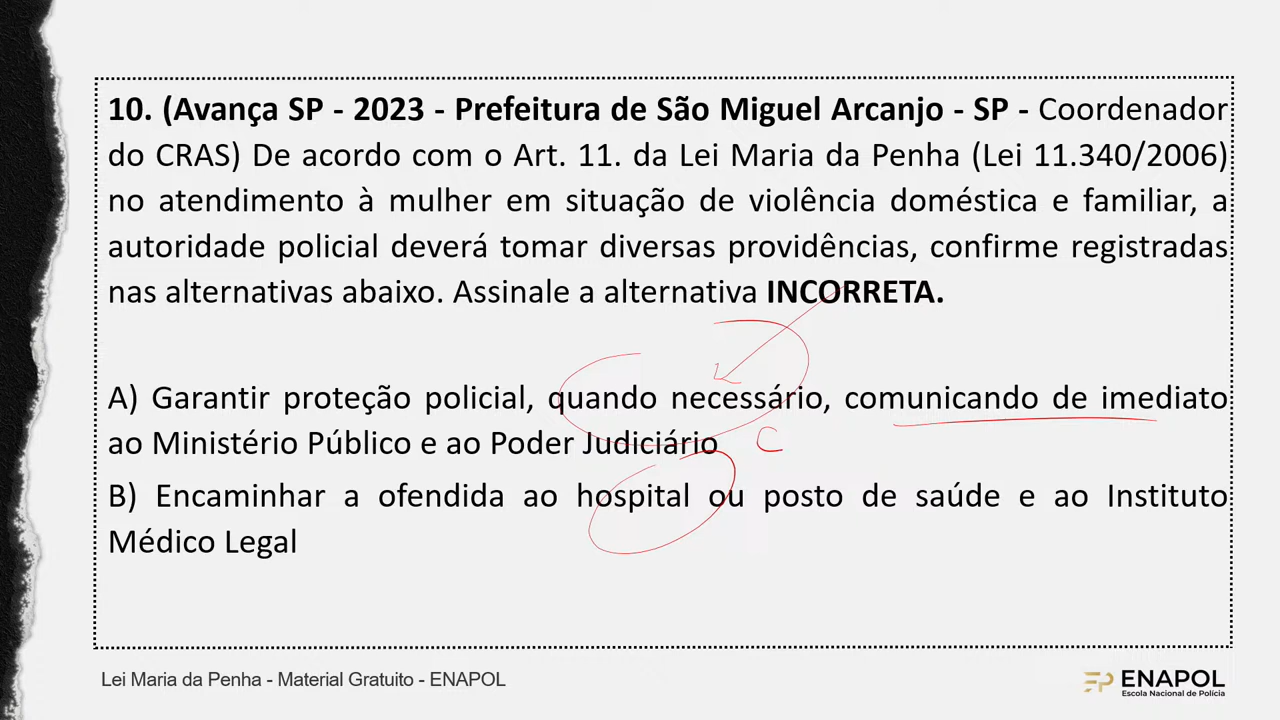 10. (Avança SP - 2023 - Prefeitura de São Miguel Arcanjo - SP - Coordenador
do CRAS) De acordo com o Art. 11. da Lei Maria da Penha (Lei 11.340/2006)
no atendimento à mulher em situação de violência doméstica e familiar, a
autoridade policial deverá tomar diversas providências, confirme registradas
nas alternativas abaixo. Assinale a alternativa INCORRETA.
A) Garantir proteção policial, quando necessário, comunicando de imediato
ao Ministério Público e ao Poder Judiciário C
B) Encaminhar a ofendida ao hospital ou posto de saúde e ao Instituto
Médico Legal
Lei Maria da Penha - Material Gratuito - ENAPOL
EP ENAPOL
Escola Nacional de Polícia